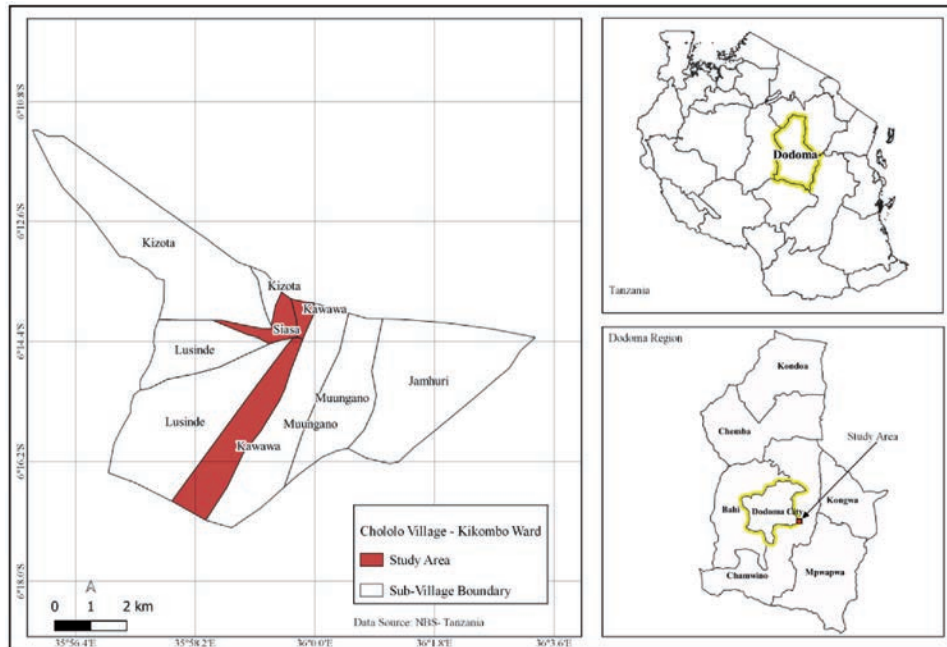 6°10.8'S
6°12.6'S
6°14.4'S
6°16.2'S
6°18.0'S
Kizota
Kizota
Kawawa
Siasa
Lusinde
Muungano
Jamhuri
Lusinde
Muungano
Kawawa
Chololo Village - Kikombo Ward
Study Area
Sub-Village Boundary
Data Source: NBS- Tanzania
A
0 1 2 km
35°56.4'E
35°58.2'E
36°0.0'E
36°1.8'E
36°3.6'E
Dodoma
Tanzania
Dodoma Region
Kondoa
Chemba
Study Area
Kongwa
Bahi
Dodoma City
Chamwino
Mpwapwa